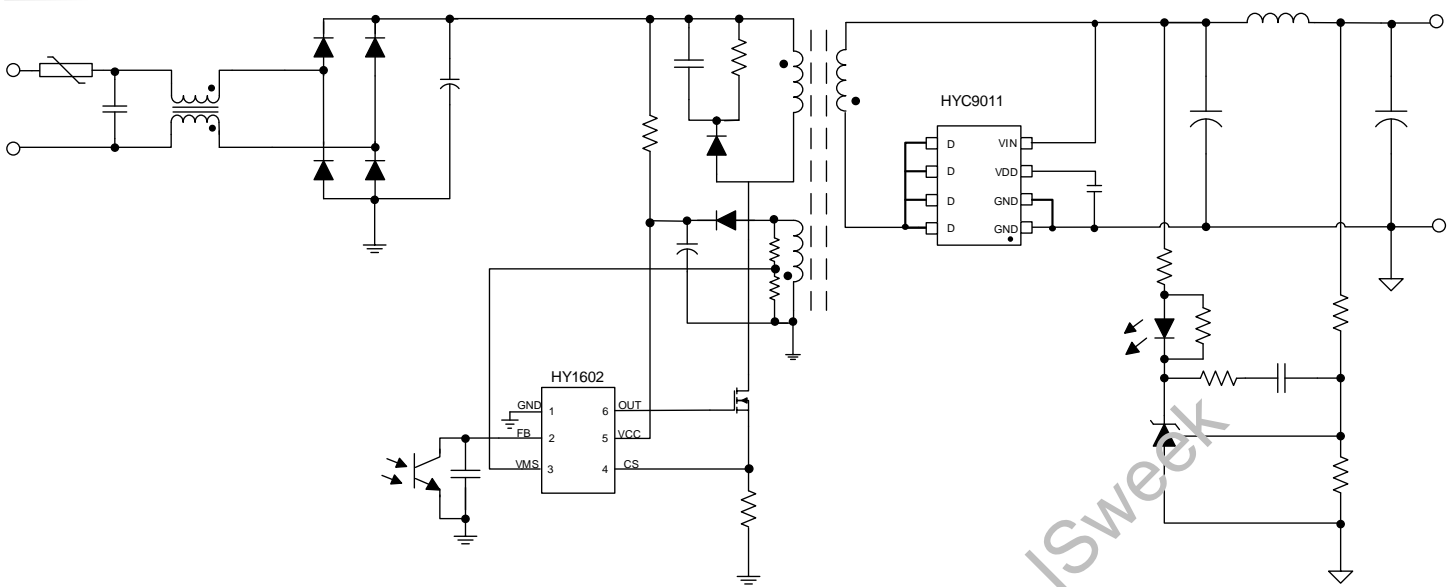 HYC9011
D VIN
D VDD
D GND
D GND
HY1602
GND 1 6 OUT
FB 2 5 VCC
VMS 3 4 CS
ISweek